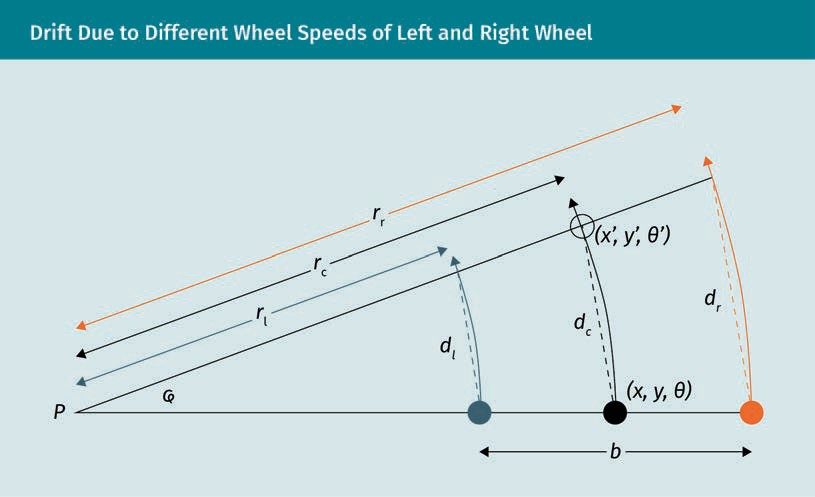 Drift Due to Different Wheel Speeds of Left and Right Wheel
r_r
r_c
(x′, y′, θ′)
r_l
d_r
d_c
d_l
φ
(x, y, θ)
P
b